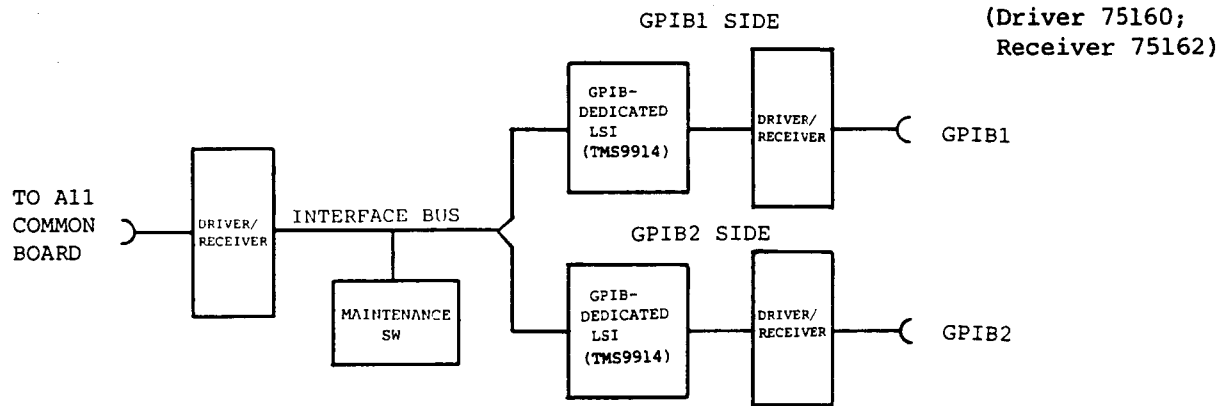 GPIB1 SIDE
(Driver 75160;
Receiver 75162)
GPIB-
DEDICATED
LSI
(TMS9914)
DRIVER/
RECEIVER
GPIB1
TO A11
COMMON
BOARD
DRIVER/
RECEIVER
INTERFACE BUS
MAINTENANCE
SW
GPIB2 SIDE
GPIB-
DEDICATED
LSI
(TMS9914)
DRIVER/
RECEIVER
GPIB2